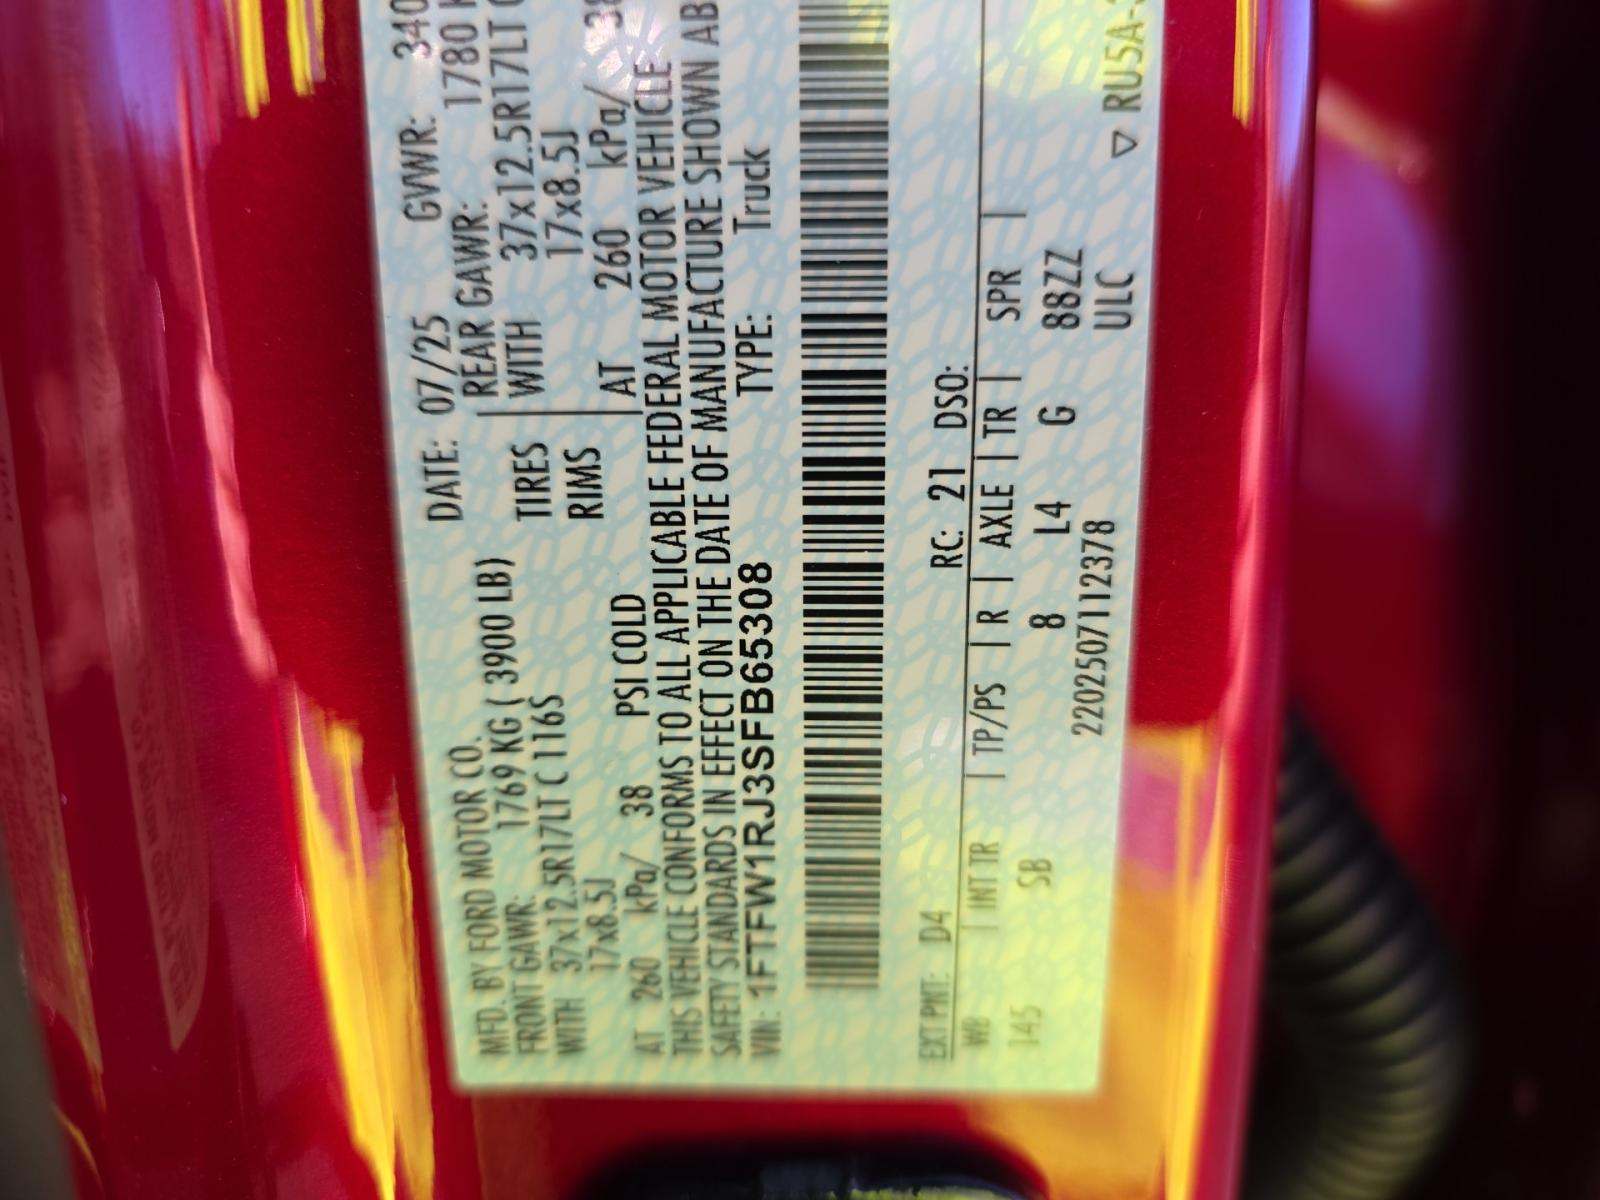 MFD. BY FORD MOTOR CO.
DATE: 07/25 GVWR: 340
FRONT GAWR: 1769 KG ( 3900 LB) REAR GAWR: 1780
WITH 37x12.5R17LT C 116S TIRES WITH 37x12.5R17LT
17x8.5J RIMS 17x8.5J
AT 260 kPa/ 38 PSI COLD AT 260 kPa/ 38
THIS VEHICLE CONFORMS TO ALL APPLICABLE FEDERAL MOTOR VEHICLE
SAFETY STANDARDS IN EFFECT ON THE DATE OF MANUFACTURE SHOWN AB
VIN: 1FTFW1RJ3SFB65308 TYPE: Truck
EXT PNT: D4 RC: 21 DSO:
WB | INT TR | TP/PS | R | AXLE | TR | SPR |
145 SB 8 L4 G 88ZZ
2202507112378 ULC ▽ RU5A-